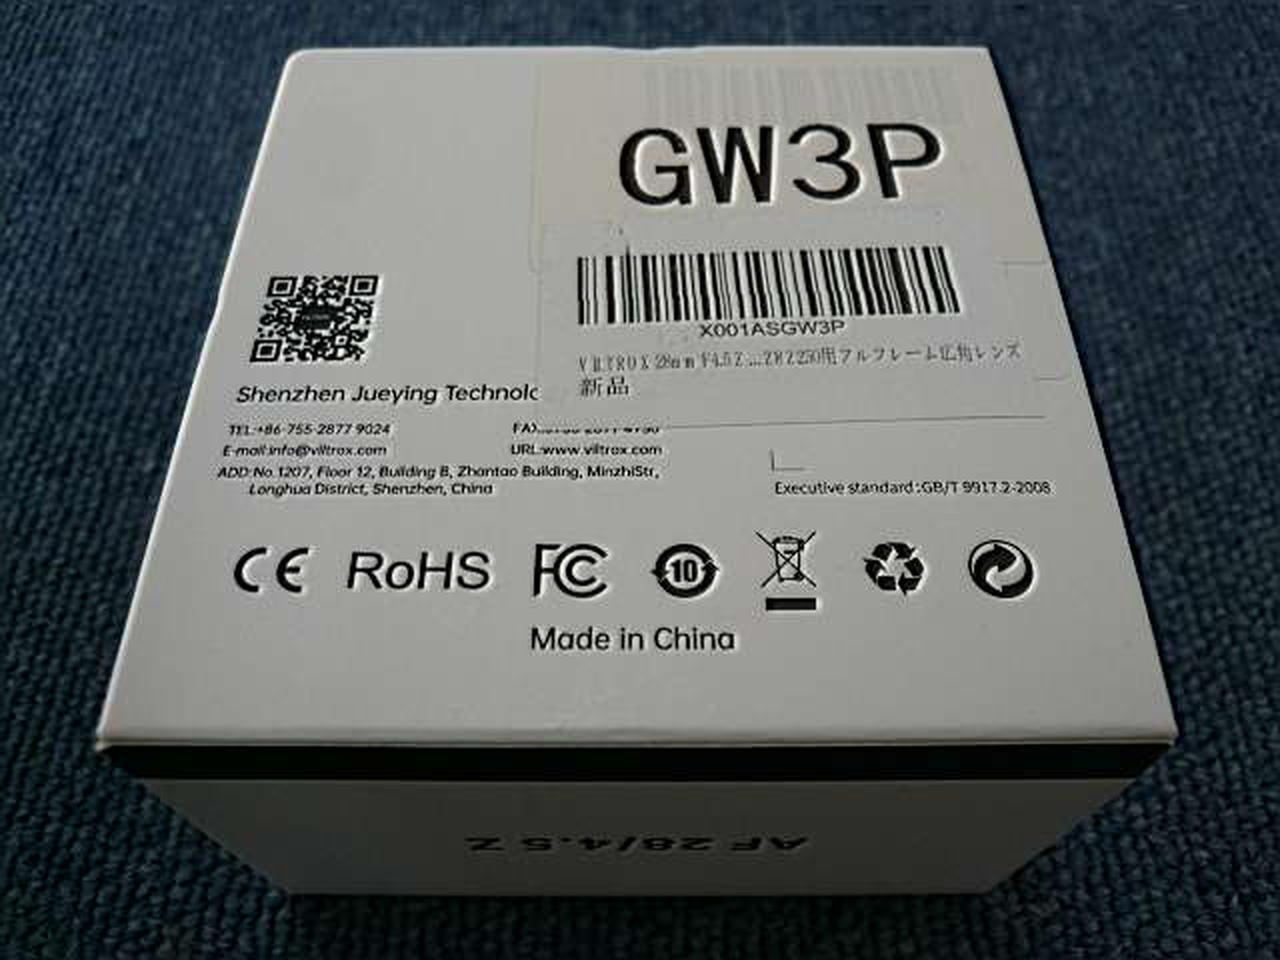 GW3P
X001ASGW3P
VILTROX 28mm F4.5 Z ...Z8 Z250用フルフレーム広角レンズ
新品
Shenzhen Jueying Technolo
TEL:+86-755-2877 9024
E-mail:info@viltrox.com URL:www.viltrox.com
ADD:No.1207, Floor 12, Building B, Zhantao Building, MinzhiStr,
Longhua District, Shenzhen, China
Executive standard:GB/T 9917.2-2008
CE RoHS FC 10
Made in China
AF 28/4.5 Z